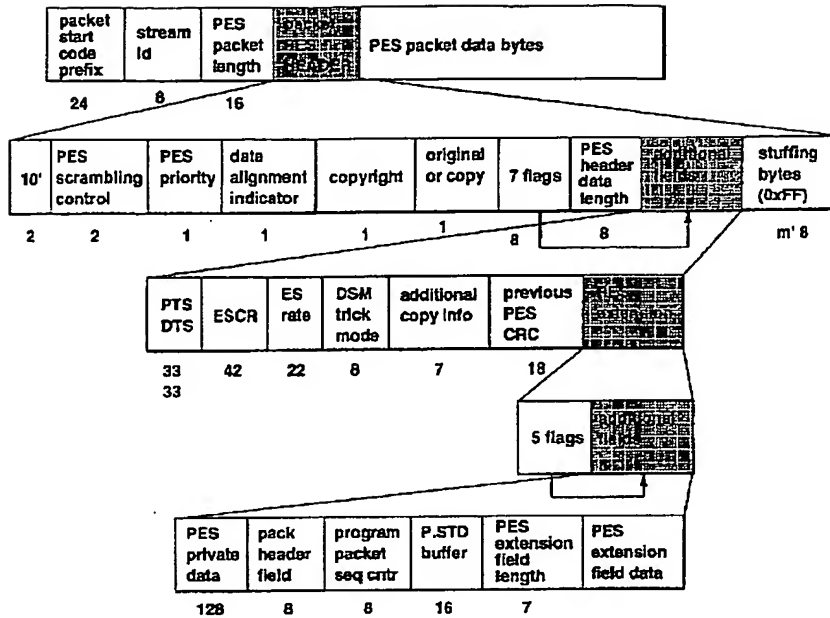 packet
start
code
prefix
stream
id
PES
packet
length
packet
PES packet data bytes
24
8
16
10'
PES
scrambling
control
PES
priority
data
alignment
indicator
copyright
original
or copy
7 flags
PES
header
data
length
additional
fields
stuffing
bytes
(0xFF)
2
2
1
1
1
1
8
8
m' 8
PTS
DTS
ESCR
ES
rate
DSM
trick
mode
additional
copy info
previous
PES
CRC
33
33
42
22
8
7
18
5 flags
additional
fields
PES
private
data
pack
header
field
program
packet
seq cntr
P.STD
buffer
PES
extension
field
length
PES
extension
field data
128
8
8
16
7